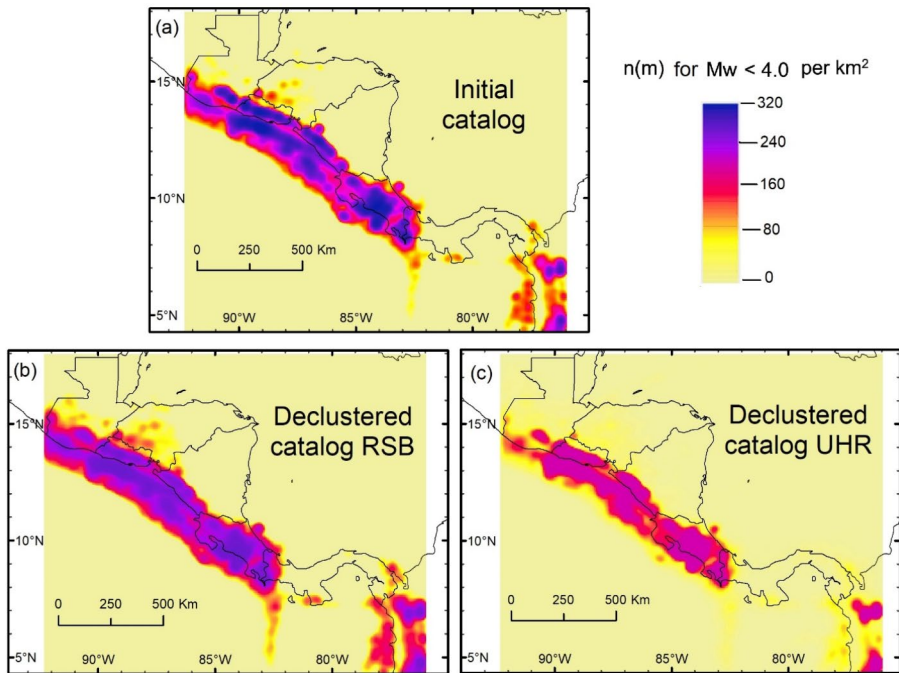 (a)
Initial
catalog
15°N
10°N
5°N
0 250 500 Km
90°W 85°W 80°W
n(m) for Mw < 4.0 per km²
320
240
160
80
0
(b)
Declustered
catalog RSB
15°N
10°N
5°N
0 250 500 Km
90°W 85°W 80°W
(c)
Declustered
catalog UHR
15°N
10°N
5°N
0 250 500 Km
90°W 85°W 80°W